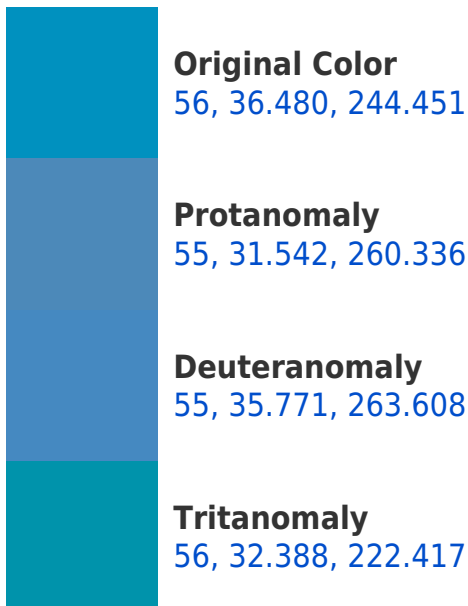 Original Color
56, 36.480, 244.451
Protanomaly
55, 31.542, 260.336
Deuteranomaly
55, 35.771, 263.608
Tritanomaly
56, 32.388, 222.417